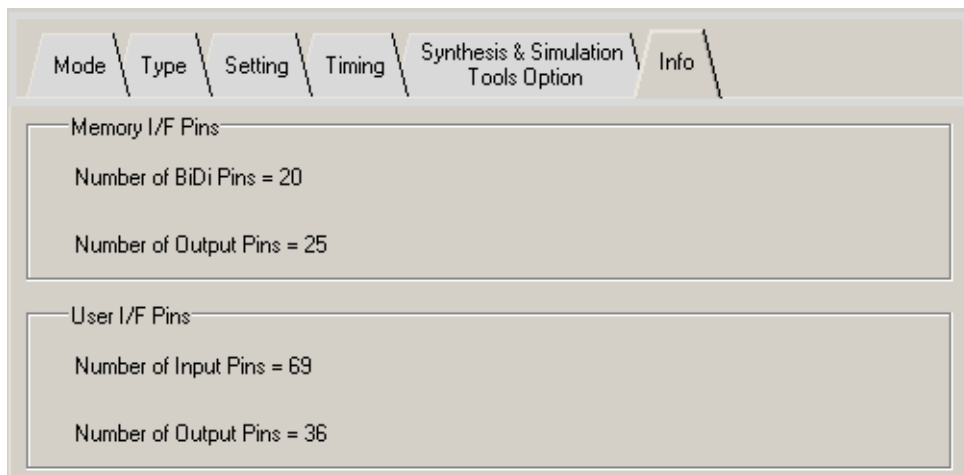 Mode Type Setting Timing Synthesis & Simulation Tools Option Info
Memory I/F Pins
Number of BiDi Pins = 20
Number of Output Pins = 25
User I/F Pins
Number of Input Pins = 69
Number of Output Pins = 36